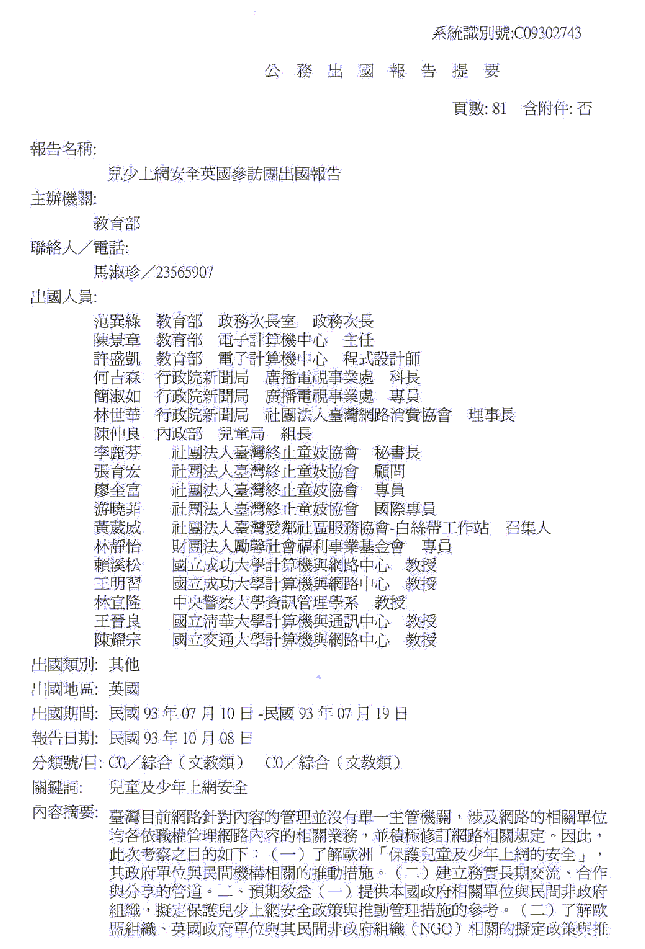 系統識別號:C09302743
公 務 出 國 報 告 提 要
頁數: 81 含附件: 否
報告名稱:
兒少上網安全英國參訪團出國報告
主辦機關:
教育部
聯絡人／電話:
馬淑珍／23565907
出國人員:
范巽綠 教育部 政務次長室 政務次長
陳景章 教育部 電子計算機中心 主任
許盛凱 教育部 電子計算機中心 程式設計師
何吉森 行政院新聞局 廣播電視事業處 科長
簡淑如 行政院新聞局 廣播電視事業處 專員
林世華 行政院新聞局 社團法人臺灣網路消費協會 理事長
陳仲良 內政部 兒童局 組長
李麗芬 社團法人臺灣終止童妓協會 秘書長
張育宏 社團法人臺灣終止童妓協會 顧問
廖奎富 社團法人臺灣終止童妓協會 專員
游曉菲 社團法人臺灣終止童妓協會 國際專員
黃葳威 社團法人臺灣愛鄰社區服務協會-白絲帶工作站 召集人
林靜怡 財團法人勵馨社會福利事業基金會 專員
賴溪松 國立成功大學計算機與網路中心 教授
王明習 國立成功大學計算機與網路中心 教授
林宜隆 中央警察大學資訊管理學系 教授
王晉良 國立清華大學計算機與通訊中心 教授
陳耀宗 國立交通大學計算機與網路中心 教授
出國類別: 其他
出國地區: 英國
出國期間: 民國 93 年 07 月 10 日 -民國 93 年 07 月 19 日
報告日期: 民國 93 年 10 月 08 日
分類號/目: C0／綜合（文教類） C0／綜合（文教類）
關鍵詞: 兒童及少年上網安全
內容摘要: 臺灣目前網路針對內容的管理並沒有單一主管機關，涉及網路的相關單位
均各依職權管理網路內容的相關業務，並積極修訂網路相關規定。因此，
此次考察之目的如下：（一）了解歐洲「保護兒童及少年上網的安全」，
其政府單位與民間機構相關的推動措施。（二）建立務實長期交流、合作
與分享的管道。二、預期效益（一）提供本國政府相關單位與民間非政府
組織，擬定保護兒少上網安全政策與推動管理措施的參考。（二）了解歐
盟組織、英國政府單位與其民間非政府組織（NGO）相關的擬定政策與推